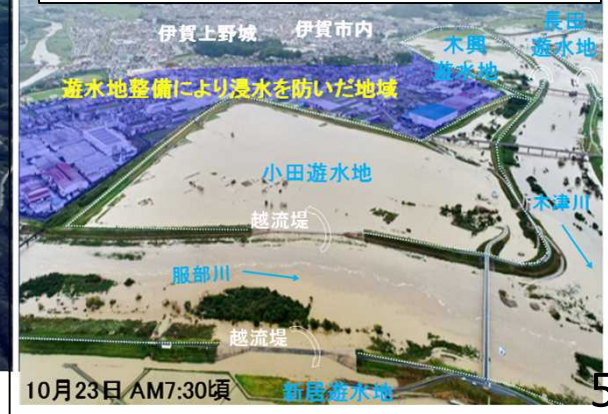 伊賀上野城
伊賀市内
長田
遊水地
木興
遊水地
遊水地整備により浸水を防いだ地域
小田遊水地
木津川
越流堤
服部川
越流堤
10月23日 AM7:30頃
新居遊水地
5